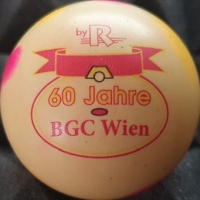 by R
60 Jahre
BGC Wien